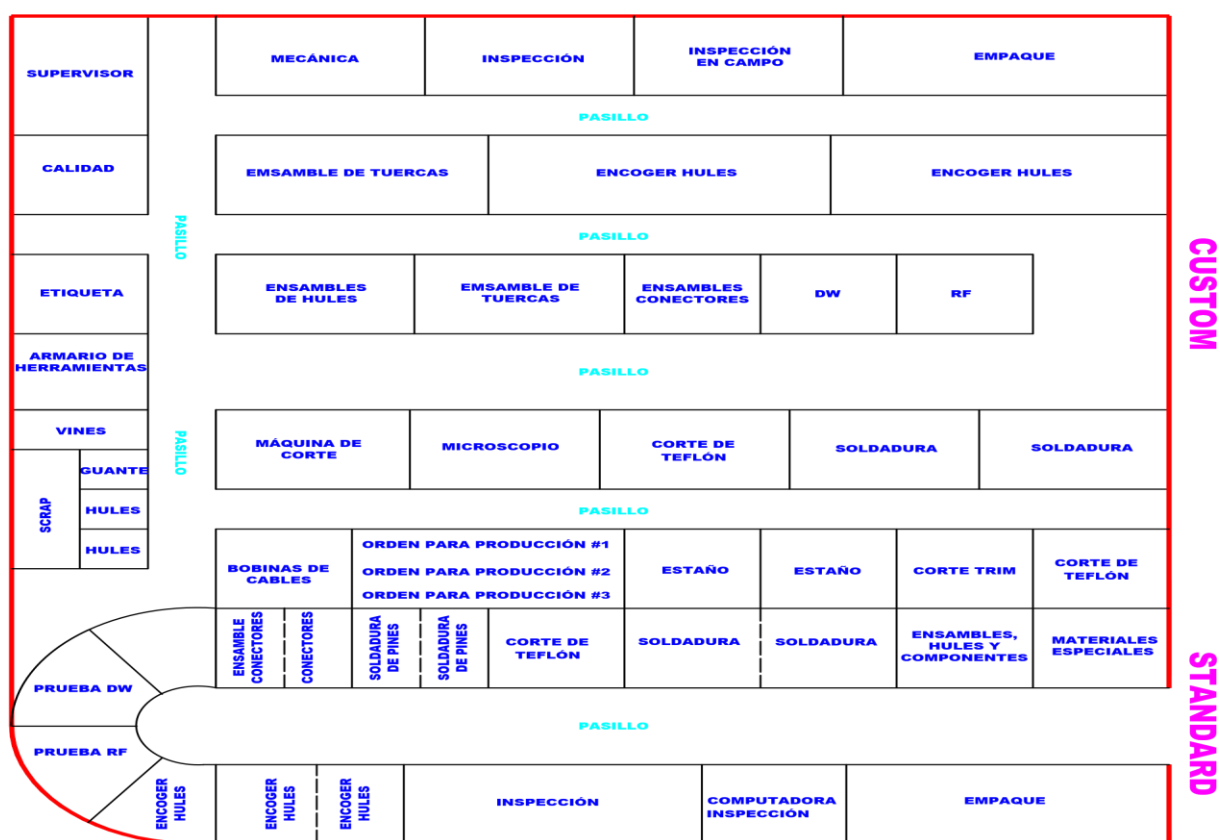 SUPERVISOR
MECÁNICA
INSPECCIÓN
INSPECCIÓN
EN CAMPO
EMPAQUE
PASILLO
CALIDAD
EMSAMBLE DE TUERCAS
ENCOGER HULES
ENCOGER HULES
PASILLO
PASILLO
CUSTOM
ETIQUETA
ENSAMBLES
DE HULES
EMSAMBLE DE
TUERCAS
ENSAMBLES
CONECTORES
DW
RF
ARMARIO DE
HERRAMIENTAS
PASILLO
VINES
PASILLO
MÁQUINA DE
CORTE
MICROSCOPIO
CORTE DE
TEFLÓN
SOLDADURA
SOLDADURA
SCRAP
GUANTE
HULES
HULES
PASILLO
BOBINAS DE
CABLES
ORDEN PARA PRODUCCIÓN #1
ORDEN PARA PRODUCCIÓN #2
ORDEN PARA PRODUCCIÓN #3
ESTAÑO
ESTAÑO
CORTE TRIM
CORTE DE
TEFLÓN
ENSAMBLE
CONECTORES
CONECTORES
SOLDADURA
DE PINES
SOLDADURA
DE PINES
CORTE DE
TEFLÓN
SOLDADURA
SOLDADURA
ENSAMBLES,
HULES Y
COMPONENTES
MATERIALES
ESPECIALES
STANDARD
PRUEBA DW
PASILLO
PRUEBA RF
ENCOGER
HULES
ENCOGER
HULES
ENCOGER
HULES
INSPECCIÓN
COMPUTADORA
INSPECCIÓN
EMPAQUE